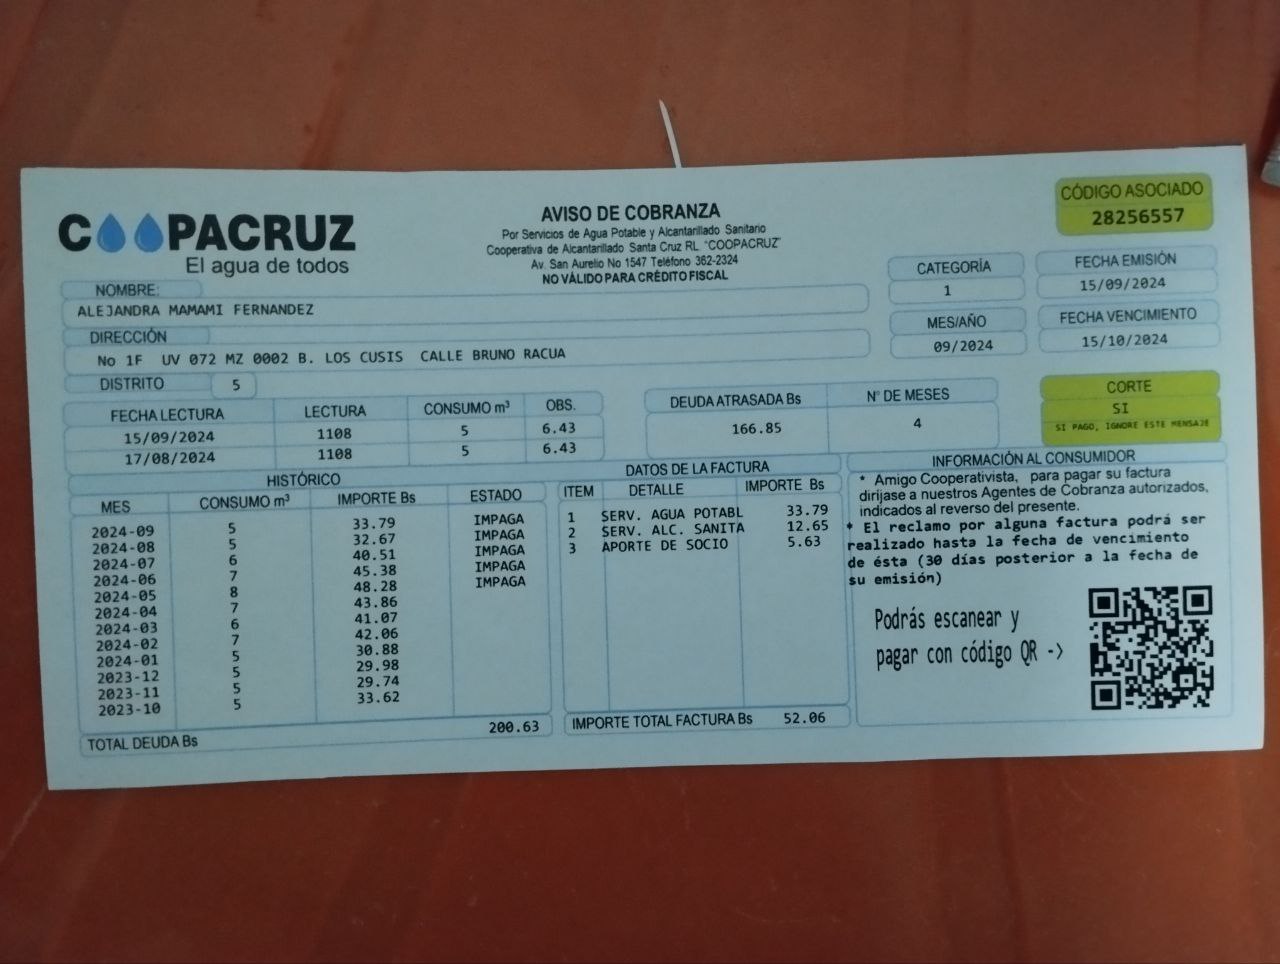 COOPACRUZ
El agua de todos
AVISO DE COBRANZA
Por Servicios de Agua Potable y Alcantarillado Sanitario
Cooperativa de Alcantarillado Santa Cruz RL "COOPACRUZ"
Av. San Aurelio No 1547 Teléfono 362-2324
NO VÁLIDO PARA CRÉDITO FISCAL
CÓDIGO ASOCIADO
28256557
CATEGORÍA
1
FECHA EMISIÓN
15/09/2024
MES/AÑO
09/2024
FECHA VENCIMIENTO
15/10/2024
NOMBRE:
ALEJANDRA MAMAMI FERNANDEZ
DIRECCIÓN
No 1F UV 072 MZ 0002 B. LOS CUSIS CALLE BRUNO RACUA
DISTRITO 5
FECHA LECTURA LECTURA CONSUMO m³ OBS.
15/09/2024 1108 5 6.43
17/08/2024 1108 5 6.43
DEUDA ATRASADA Bs N° DE MESES
166.85 4
CORTE
SI
SI PAGO, IGNORE ESTE MENSAJE
HISTÓRICO
MES CONSUMO m³ IMPORTE Bs ESTADO
2024-09 5 33.79 IMPAGA
2024-08 5 32.67 IMPAGA
2024-07 6 40.51 IMPAGA
2024-06 7 45.38 IMPAGA
2024-05 8 48.28 IMPAGA
2024-04 7 43.86
2024-03 6 41.07
2024-02 7 42.06
2024-01 5 30.88
2023-12 5 29.98
2023-11 5 29.74
2023-10 5 33.62
TOTAL DEUDA Bs 200.63
DATOS DE LA FACTURA
ITEM DETALLE IMPORTE Bs
1 SERV. AGUA POTABL 33.79
2 SERV. ALC. SANITA 12.65
3 APORTE DE SOCIO 5.63
IMPORTE TOTAL FACTURA Bs 52.06
INFORMACIÓN AL CONSUMIDOR
* Amigo Cooperativista, para pagar su factura
diríjase a nuestros Agentes de Cobranza autorizados,
indicados al reverso del presente.
* El reclamo por alguna factura podrá ser
realizado hasta la fecha de vencimiento
de ésta (30 días posterior a la fecha de
su emisión)
Podrás escanear y
pagar con código QR ->